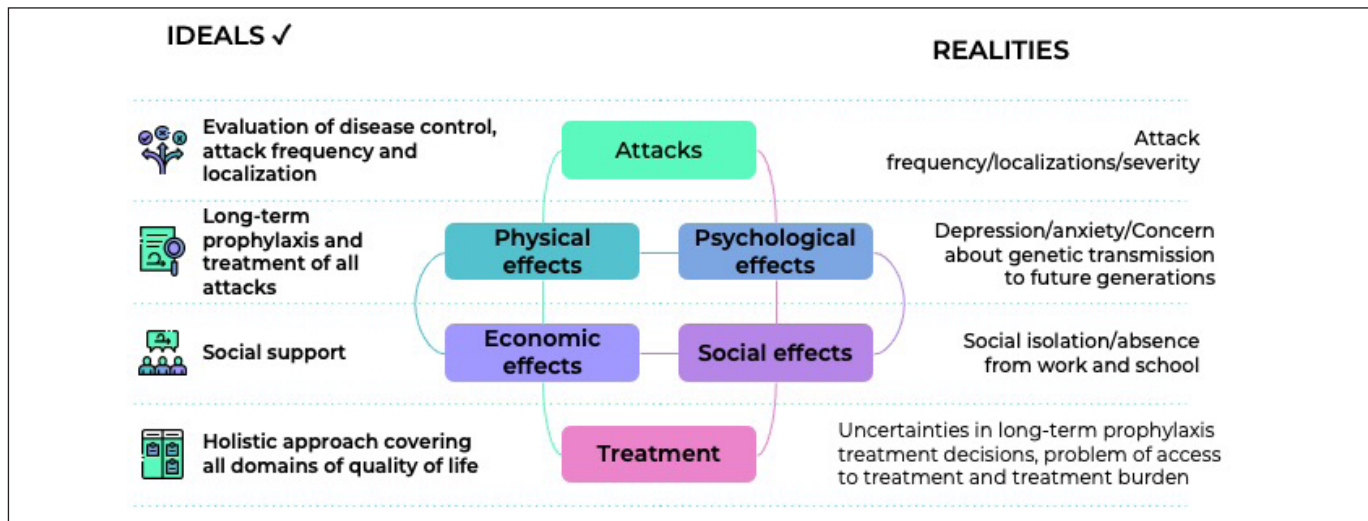 IDEALS ✓
REALITIES
Evaluation of disease control,
attack frequency and
localization
Attacks
Attack
frequency/localizations/severity
Long-term
prophylaxis and
treatment of all
attacks
Physical
effects
Psychological
effects
Depression/anxiety/Concern
about genetic transmission
to future generations
Social support
Economic
effects
Social effects
Social isolation/absence
from work and school
Holistic approach covering
all domains of quality of life
Treatment
Uncertainties in long-term prophylaxis
treatment decisions, problem of access
to treatment and treatment burden